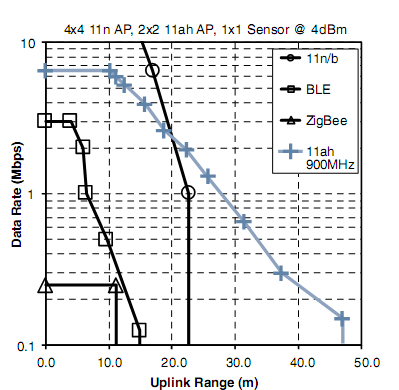 4x4 11n AP, 2x2 11ah AP, 1x1 Sensor @ 4dBm
10
1
0.1
Data Rate (Mbps)
11n/b
BLE
ZigBee
11ah
900MHz
0.0 10.0 20.0 30.0 40.0 50.0
Uplink Range (m)